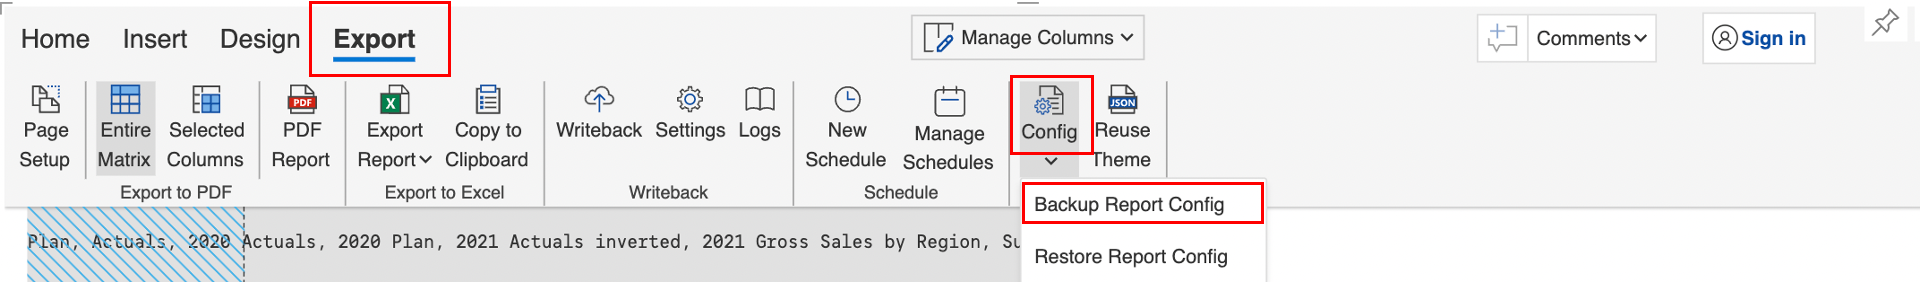 Home Insert Design Export Manage Columns Comments Sign in
Page Setup
Entire Matrix
Selected Columns
PDF
PDF Report
Export to PDF
X
Export Report
Copy to Clipboard
Export to Excel
Writeback
Settings
Logs
Writeback
New Schedule
Manage Schedules
Schedule
Config
JSON
Reuse Theme
Backup Report Config
Restore Report Config
Plan, Actuals, 2020 Actuals, 2020 Plan, 2021 Actuals inverted, 2021 Gross Sales by Region, Su